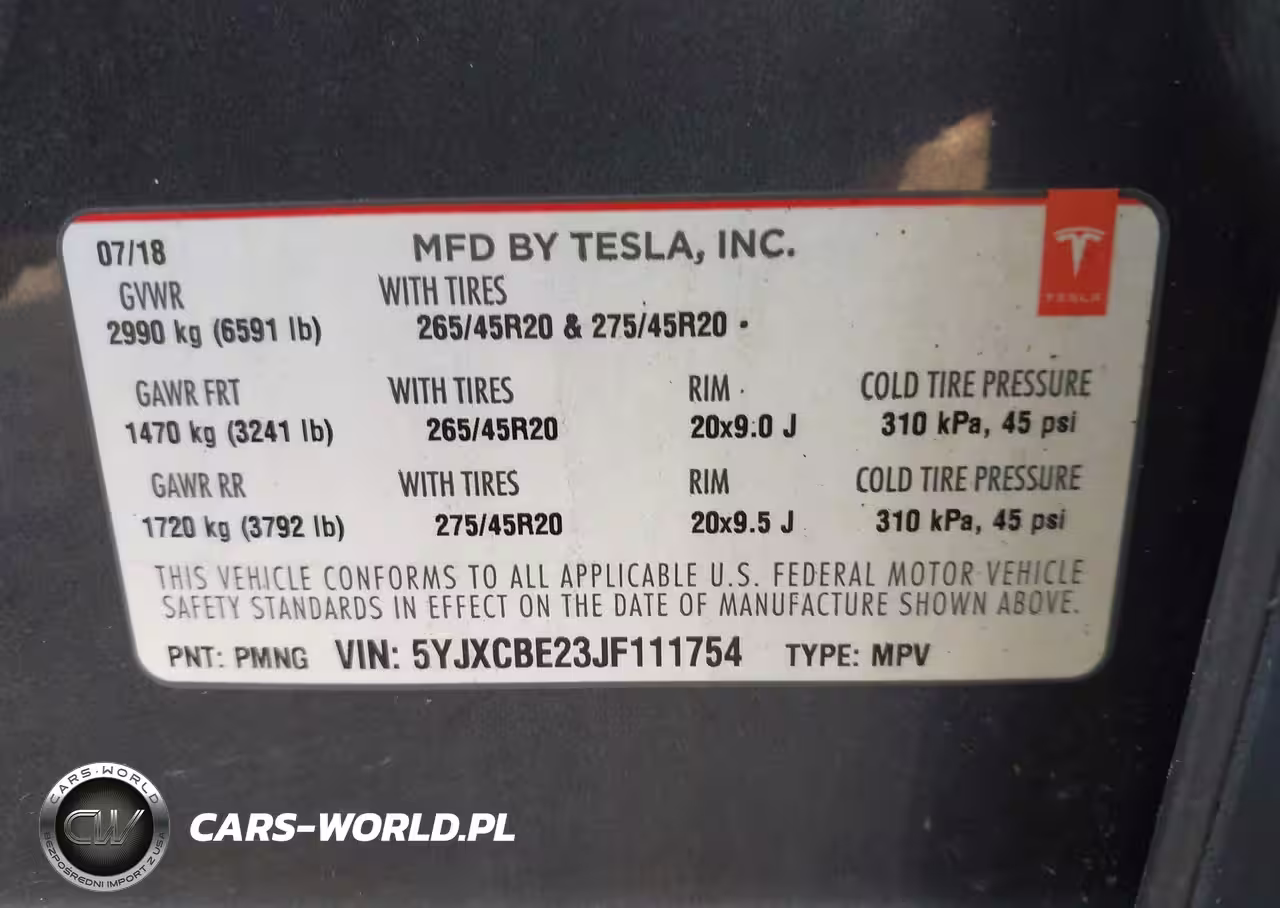 07/18 MFD BY TESLA, INC.
TESLA
GVWR WITH TIRES
2990 kg (6591 lb) 265/45R20 & 275/45R20
GAWR FRT WITH TIRES RIM COLD TIRE PRESSURE
1470 kg (3241 lb) 265/45R20 20x9.0 J 310 kPa, 45 psi
GAWR RR WITH TIRES RIM COLD TIRE PRESSURE
1720 kg (3792 lb) 275/45R20 20x9.5 J 310 kPa, 45 psi
THIS VEHICLE CONFORMS TO ALL APPLICABLE U.S. FEDERAL MOTOR VEHICLE
SAFETY STANDARDS IN EFFECT ON THE DATE OF MANUFACTURE SHOWN ABOVE.
PNT: PMNG VIN: 5YJXCBE23JF111754 TYPE: MPV
CARS-WORLD
CW
BEZPOŚREDNI IMPORT Z USA
CARS-WORLD.PL